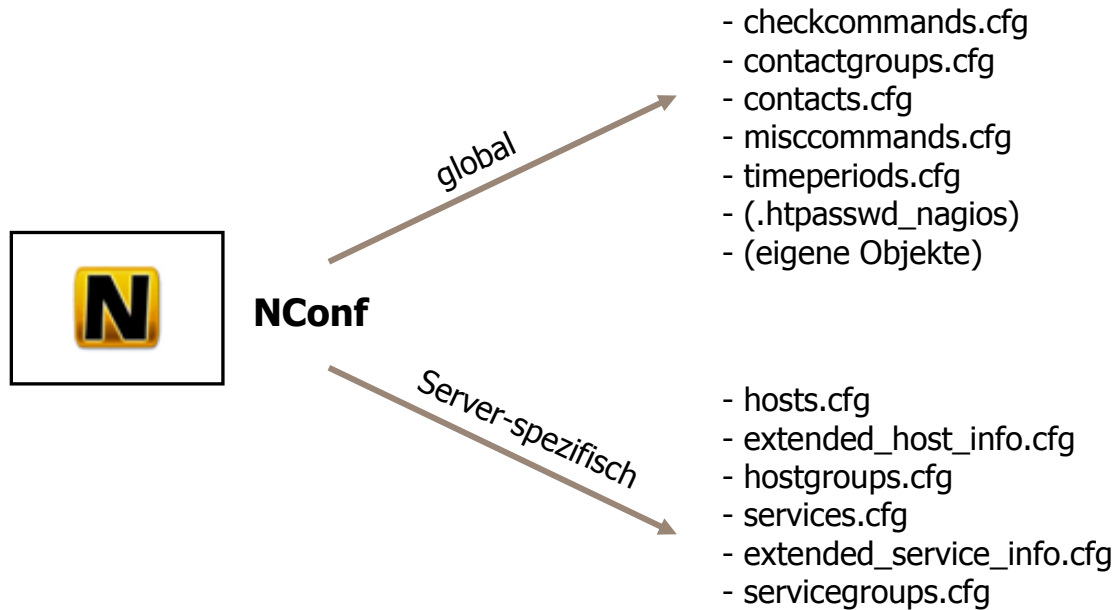 - checkcommands.cfg
- contactgroups.cfg
- contacts.cfg
- misccommands.cfg
- timeperiods.cfg
- (.htpasswd_nagios)
- (eigene Objekte)
global
N
NConf
Server-spezifisch
- hosts.cfg
- extended_host_info.cfg
- hostgroups.cfg
- services.cfg
- extended_service_info.cfg
- servicegroups.cfg